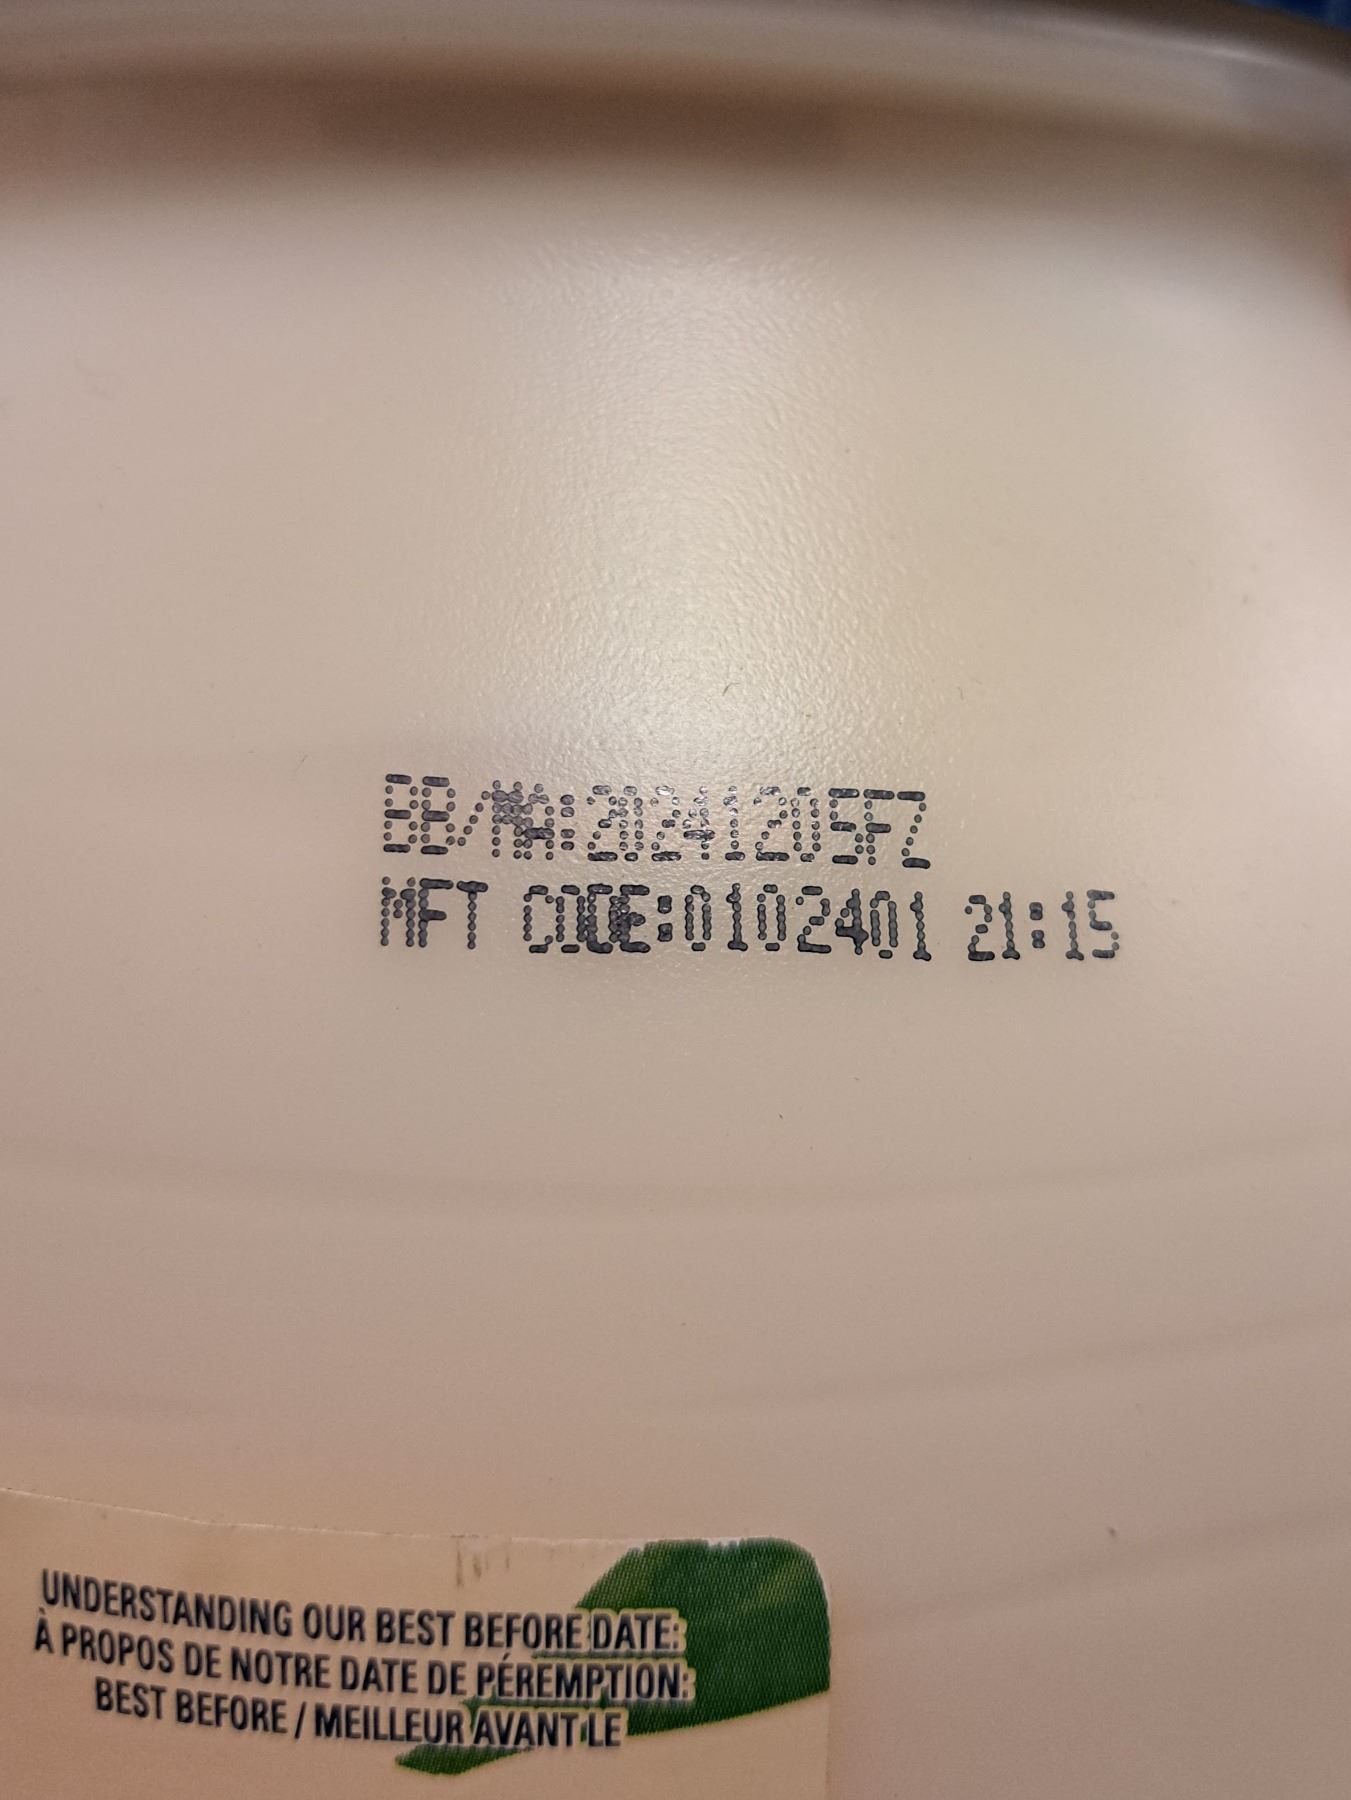 BB/MA:20241205FZ
MFT CODE:0102401 21:15
UNDERSTANDING OUR BEST BEFORE DATE:
À PROPOS DE NOTRE DATE DE PÉREMPTION:
BEST BEFORE / MEILLEUR AVANT LE